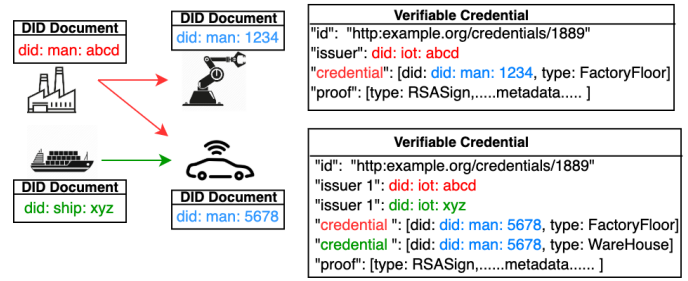 DID Document
did: man: abcd
DID Document
did: man: 1234
DID Document
did: ship: xyz
DID Document
did: man: 5678
Verifiable Credential
"id": "http:example.org/credentials/1889"
"issuer": did: iot: abcd
"credential": [did: did: man: 1234, type: FactoryFloor]
"proof": [type: RSASign,.....metadata..... ]
Verifiable Credential
"id": "http:example.org/credentials/1889"
"issuer 1": did: iot: abcd
"issuer 1": did: iot: xyz
"credential ": [did: did: man: 5678, type: FactoryFloor]
"credential ": [did: did: man: 5678, type: WareHouse]
"proof": [type: RSASign,......metadata...... ]